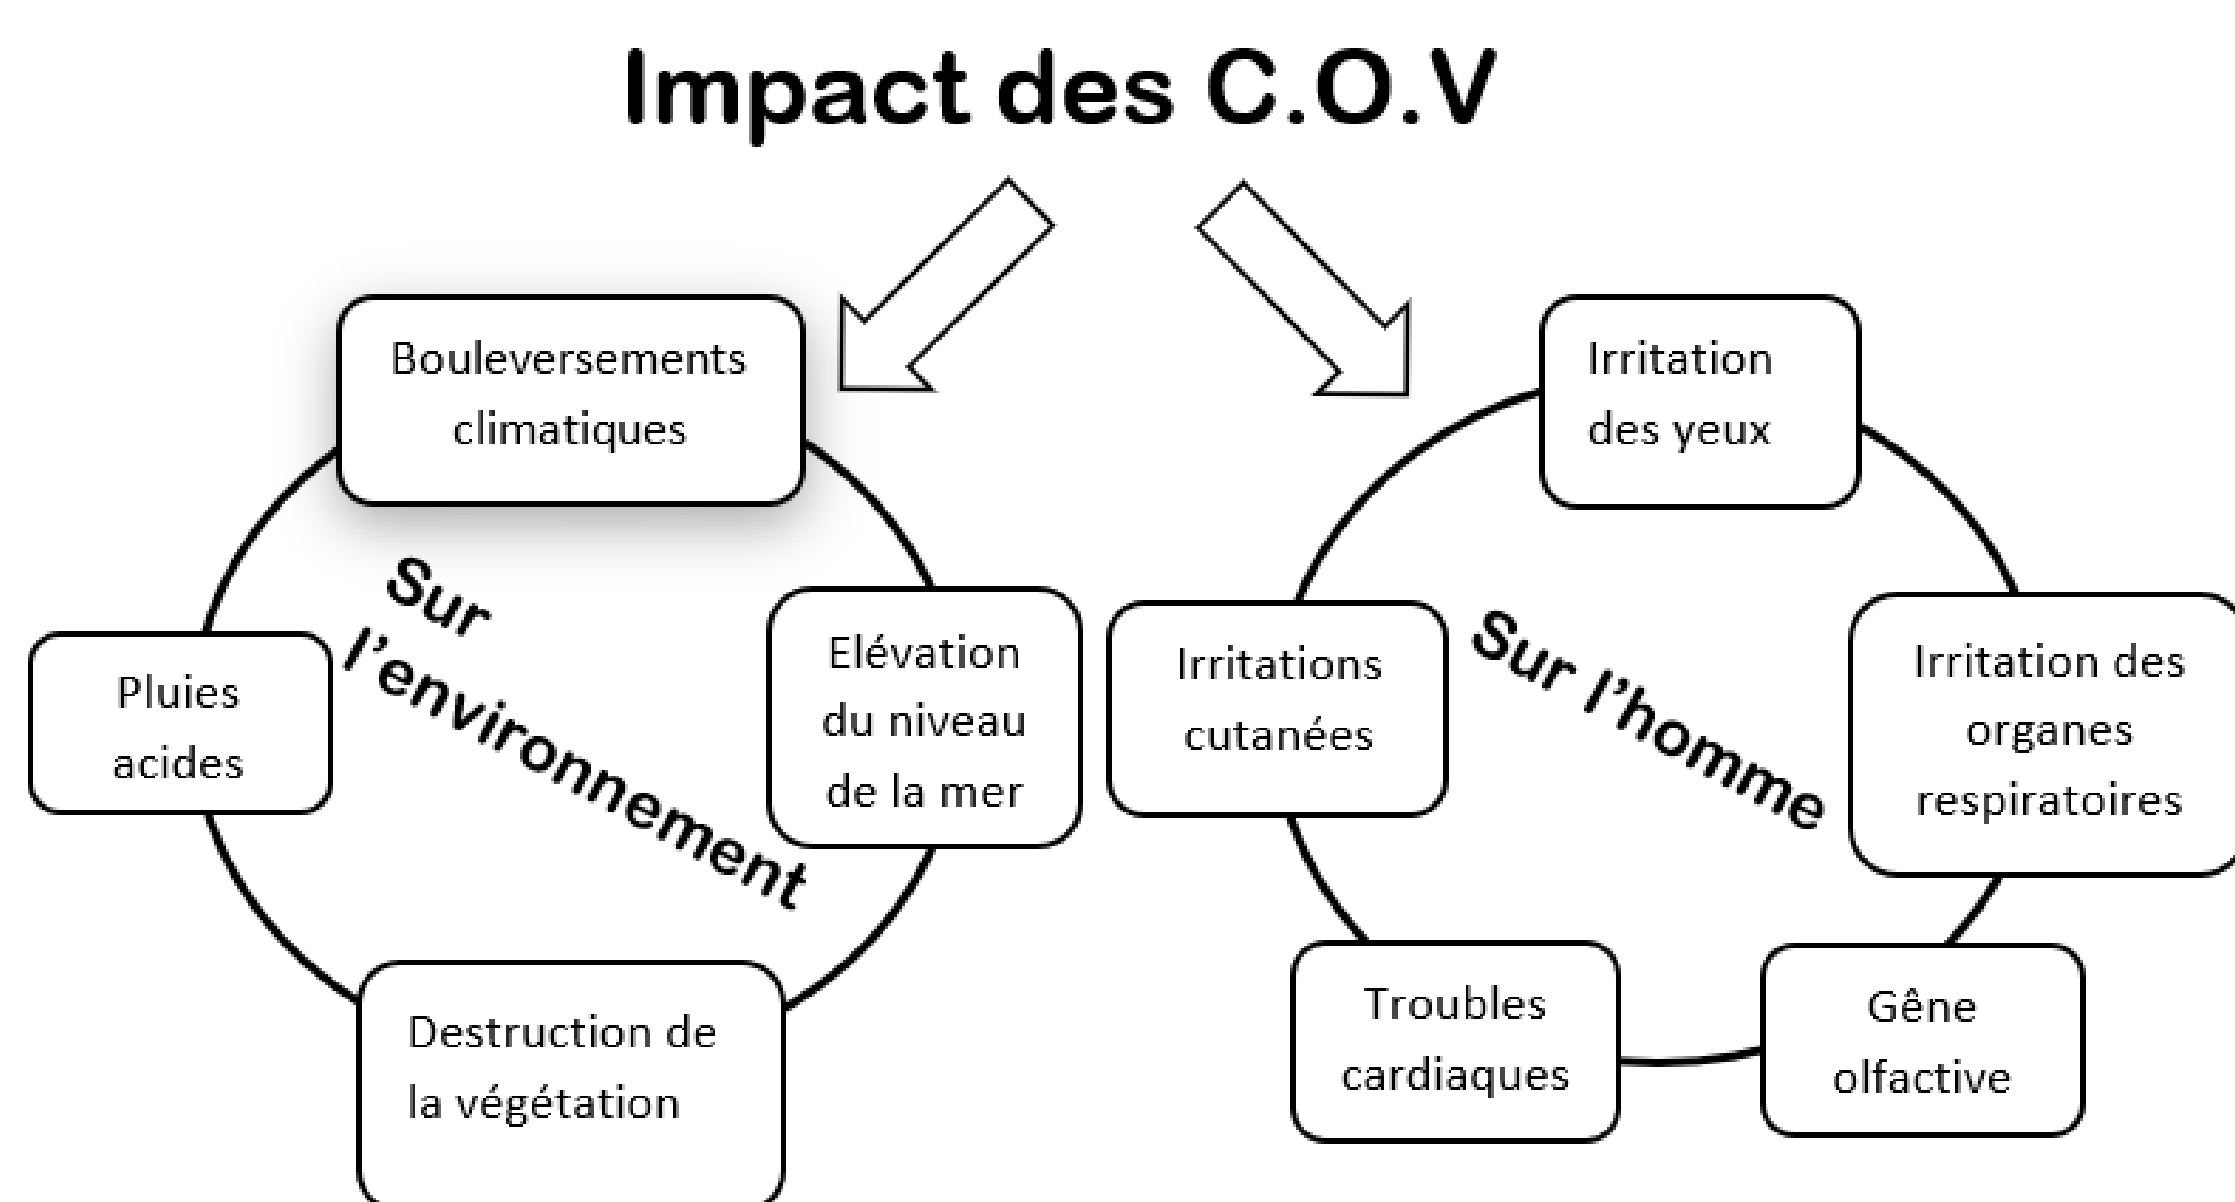 Impact des C.O.V
Bouleversements
climatiques
Sur
l’environnement
Pluies
acides
Elévation
du niveau
de la mer
Destruction de
la végétation
Irritation
des yeux
Irritations
cutanées
Sur l’homme
Irritation des
organes
respiratoires
Troubles
cardiaques
Gêne
olfactive